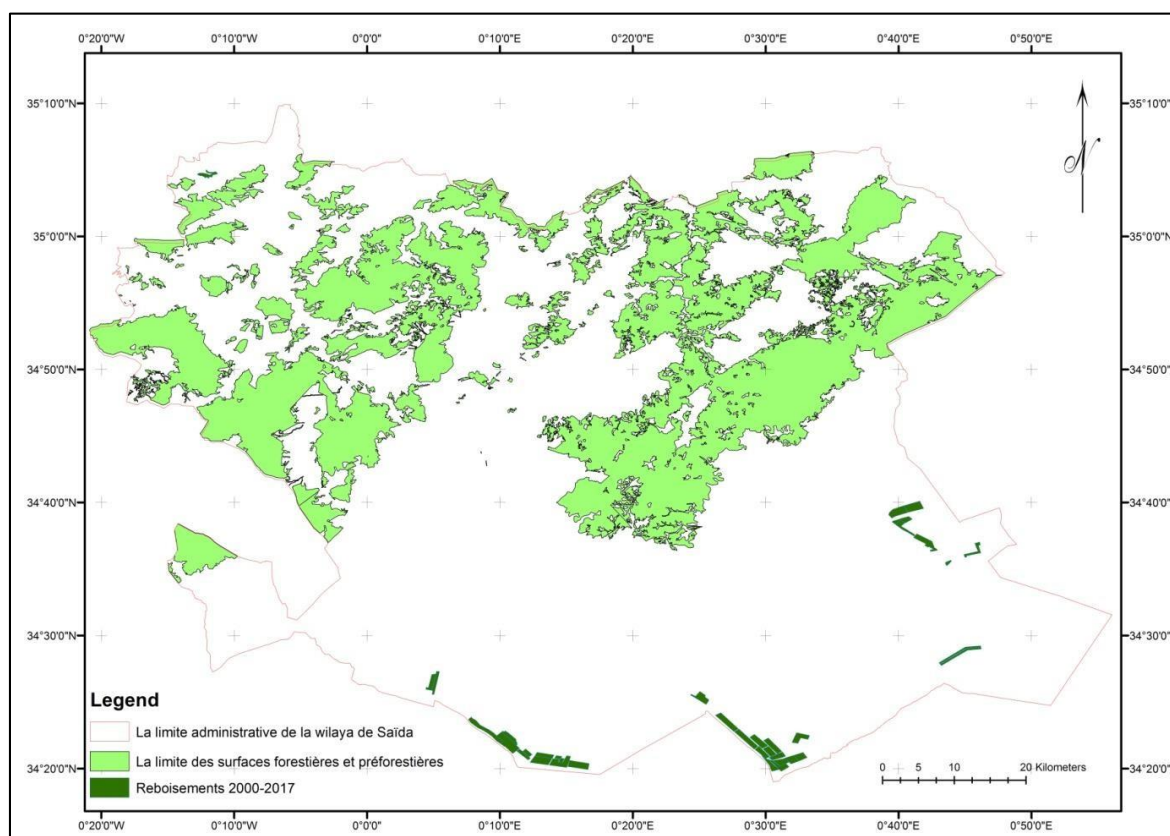 0°20'0"W 0°10'0"W 0°0'0" 0°10'0"E 0°20'0"E 0°30'0"E 0°40'0"E 0°50'0"E
35°10'0"N 35°10'0"N
N
35°0'0"N 35°0'0"N
34°50'0"N 34°50'0"N
34°40'0"N 34°40'0"N
34°30'0"N 34°30'0"N
Legend
La limite administrative de la wilaya de Saïda
La limite des surfaces forestières et préforestières
Reboisements 2000-2017
0 5 10 20 Kilometers
34°20'0"N 34°20'0"N
0°20'0"W 0°10'0"W 0°0'0" 0°10'0"E 0°20'0"E 0°30'0"E 0°40'0"E 0°50'0"E